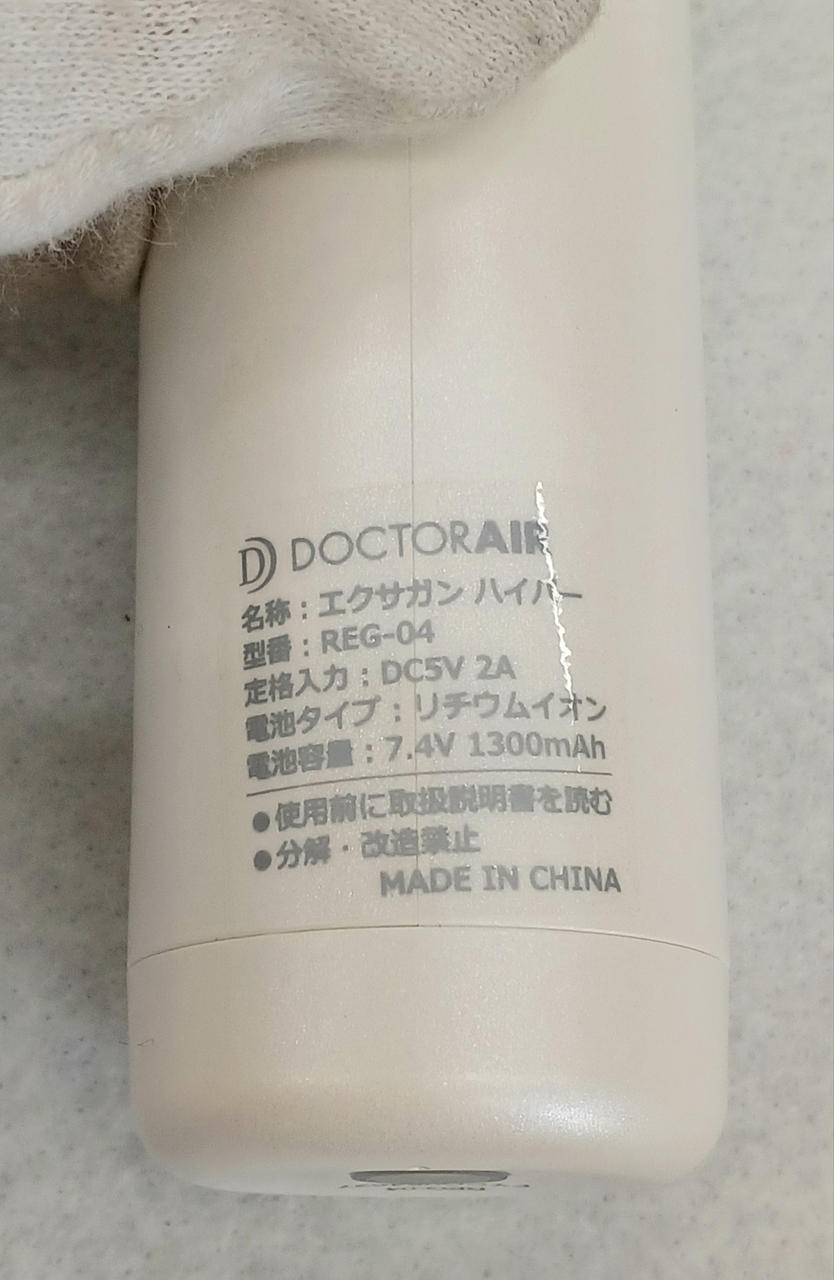 DOCTORAIR
名称：エクサガン ハイパー
型番：REG-04
定格入力：DC5V 2A
電池タイプ：リチウムイオン
電池容量：7.4V 1300mAh
●使用前に取扱説明書を読む
●分解・改造禁止
MADE IN CHINA